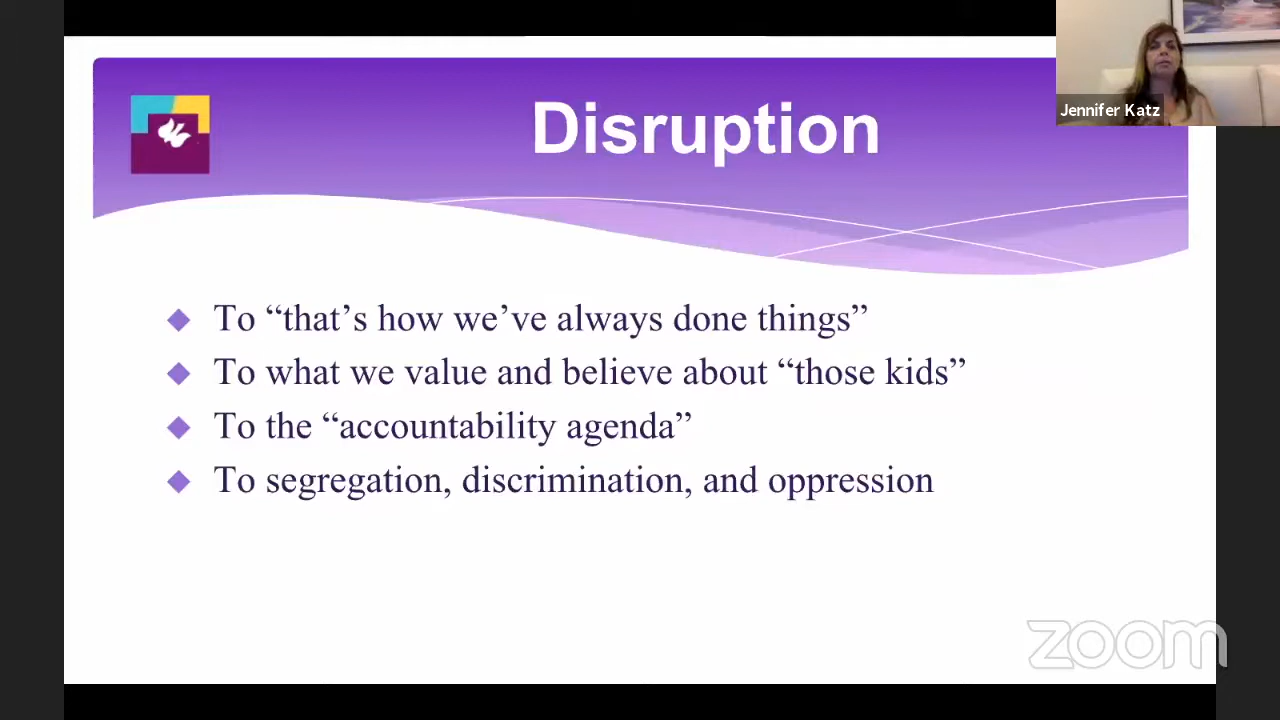 Disruption
Jennifer Katz
To “that’s how we’ve always done things”
To what we value and believe about “those kids”
To the “accountability agenda”
To segregation, discrimination, and oppression
zoom